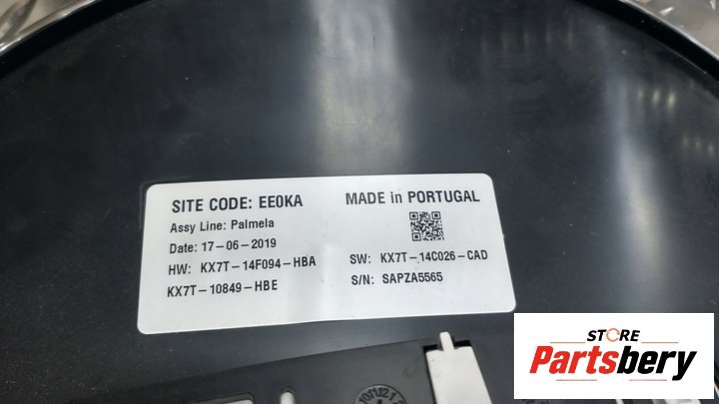 SITE CODE: EE0KA
MADE in PORTUGAL
Assy Line: Palmela
Date: 17-06-2019
HW: KX7T-14F094-HBA
SW: KX7T-14C026-CAD
KX7T-10849-HBE
S/N: SAPZA5565
STORE
Partsbery